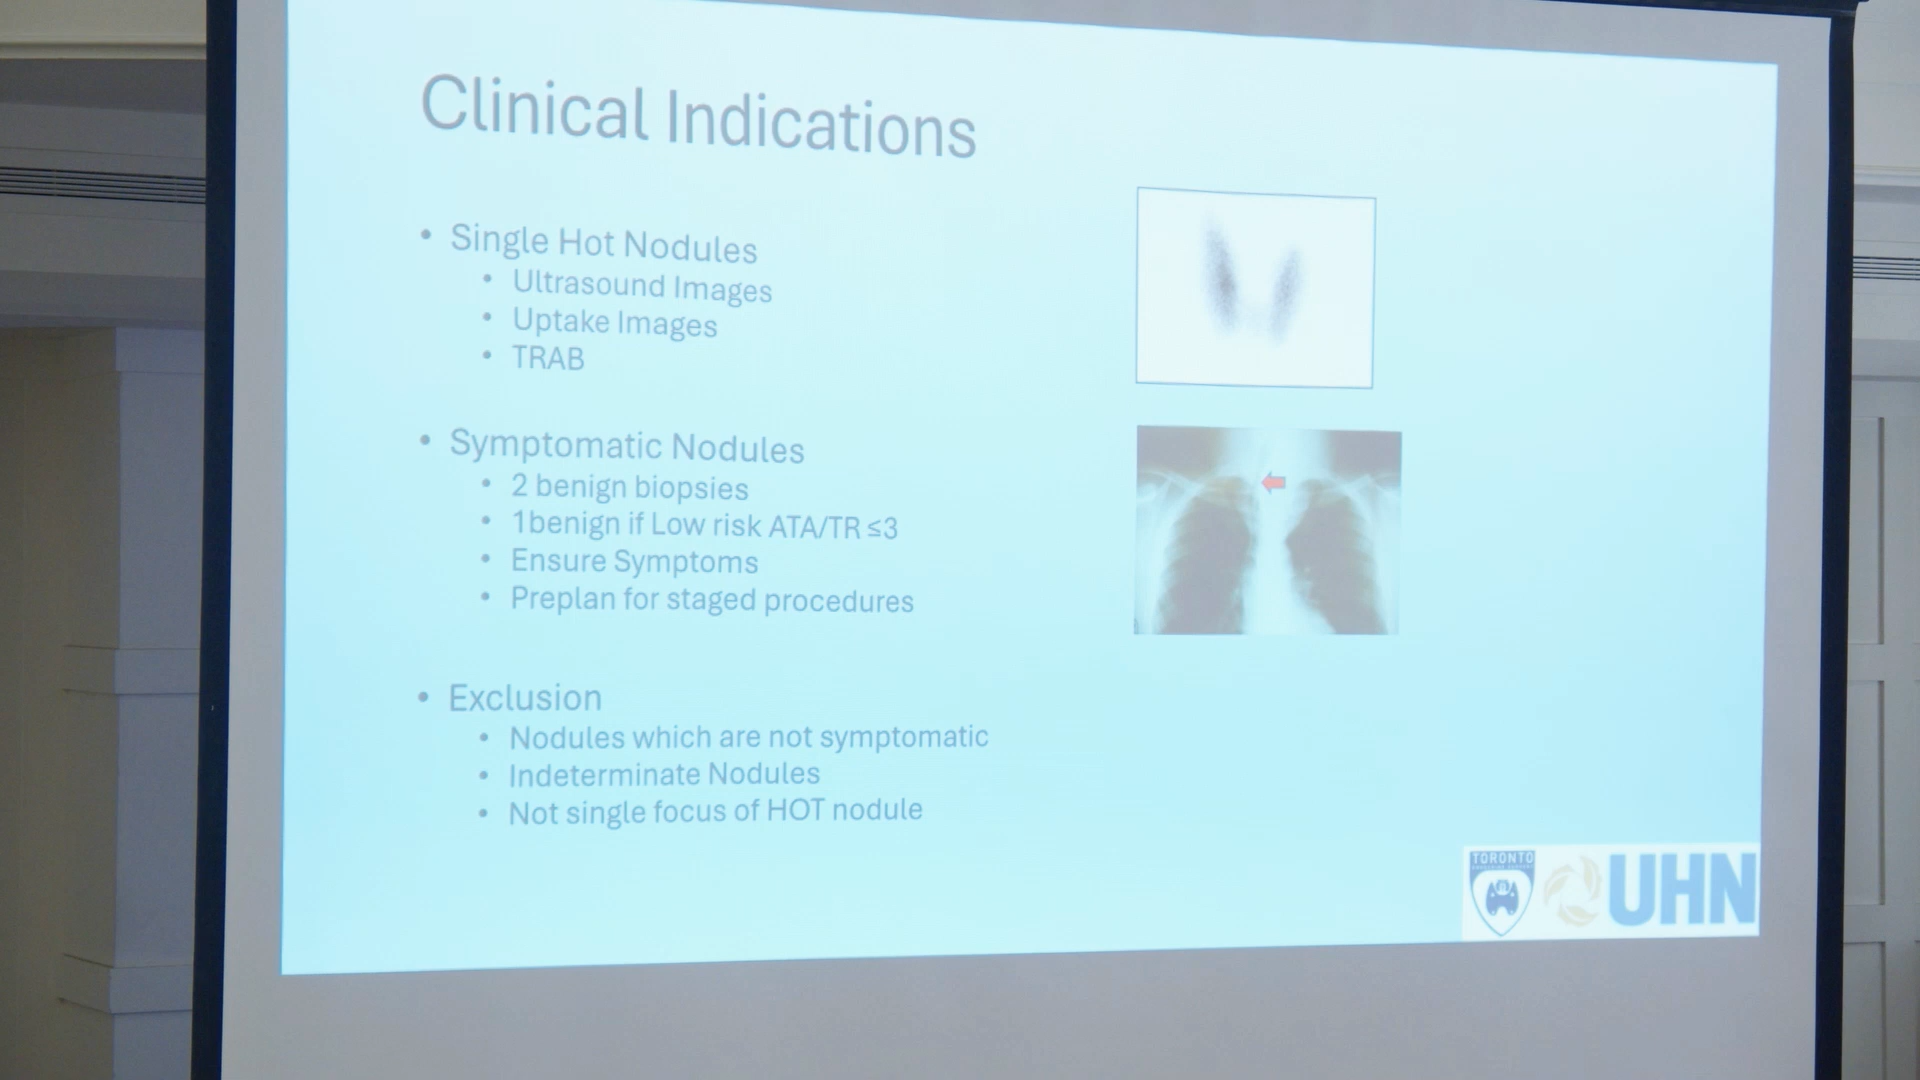 Clinical Indications
• Single Hot Nodules
• Ultrasound Images
• Uptake Images
• TRAB
• Symptomatic Nodules
• 2 benign biopsies
• 1benign if Low risk ATA/TR ≤3
• Ensure Symptoms
• Preplan for staged procedures
• Exclusion
• Nodules which are not symptomatic
• Indeterminate Nodules
• Not single focus of HOT nodule
TORONTO
UHN